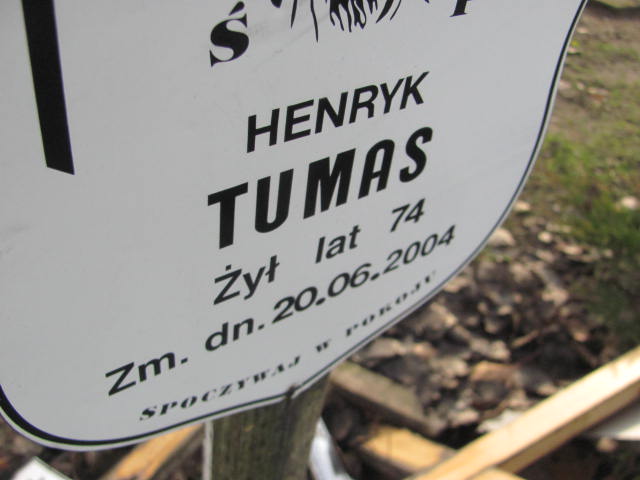 Ś P
HENRYK
TUMAS
Żył lat 74
Zm. dn. 20.06.2004
SPOCZYWAJ W POKOJU